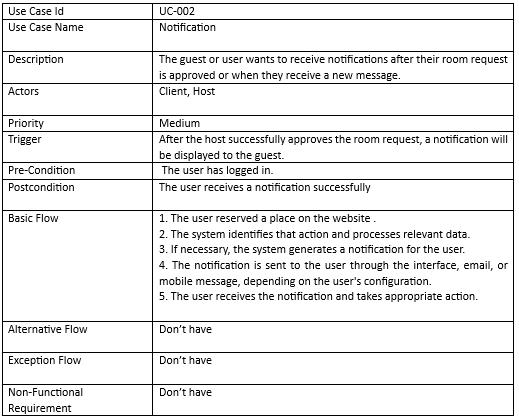 Use Case Id UC-002
Use Case Name Notification
Description The guest or user wants to receive notifications after their room request
is approved or when they receive a new message.
Actors Client, Host
Priority Medium
Trigger After the host successfully approves the room request, a notification will
be displayed to the guest.
Pre-Condition The user has logged in.
Postcondition The user receives a notification successfully
Basic Flow 1. The user reserved a place on the website .
2. The system identifies that action and processes relevant data.
3. If necessary, the system generates a notification for the user.
4. The notification is sent to the user through the interface, email, or
mobile message, depending on the user's configuration.
5. The user receives the notification and takes appropriate action.
Alternative Flow Don’t have
Exception Flow Don’t have
Non-Functional Don’t have
Requirement